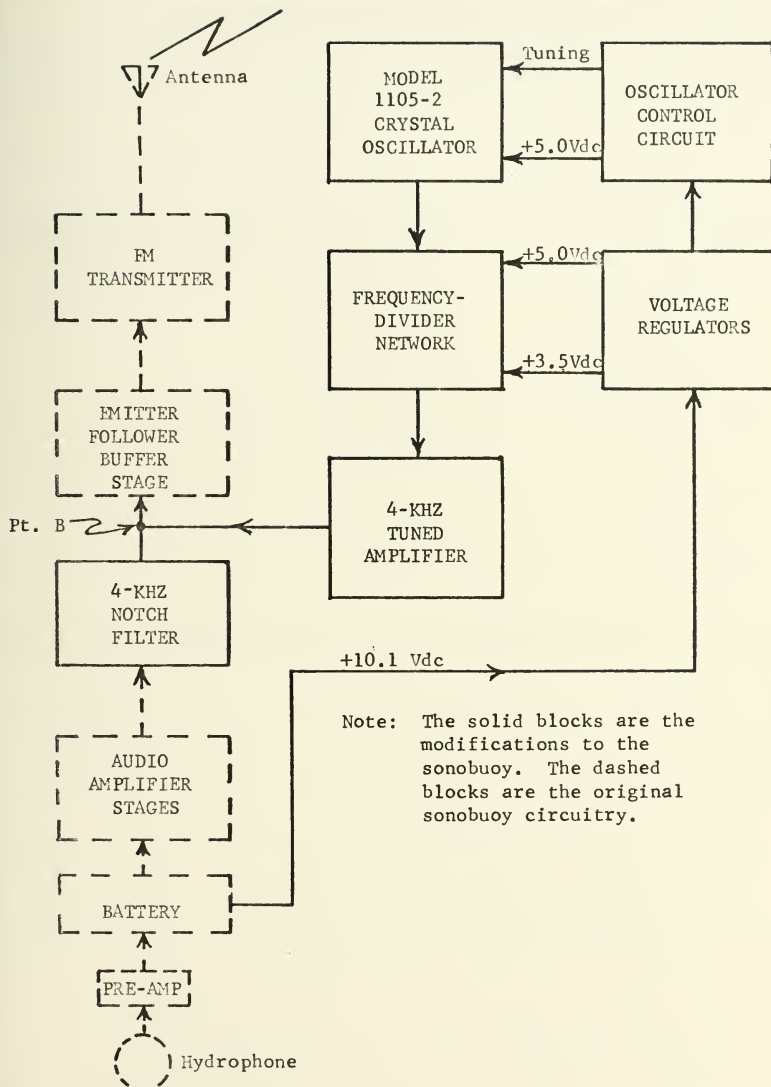 Antenna
FM
TRANSMITTER
EMITTER
FOLLOWER
BUFFER
STAGE
Pt. B
4-KHZ
NOTCH
FILTER
AUDIO
AMPLIFIER
STAGES
BATTERY
PRE-AMP
Hydrophone
MODEL
1105-2
CRYSTAL
OSCILLATOR
Tuning
+5.0Vdc
OSCILLATOR
CONTROL
CIRCUIT
FREQUENCY-
DIVIDER
NETWORK
+5.0Vdc
+3.5Vdc
VOLTAGE
REGULATORS
4-KHZ
TUNED
AMPLIFIER
+10.1 Vdc
Note: The solid blocks are the
modifications to the
sonobuoy. The dashed
blocks are the original
sonobuoy circuitry.